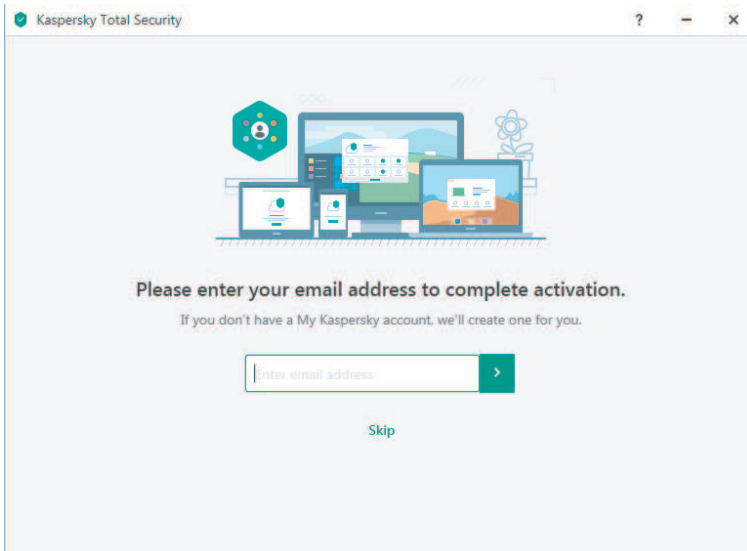 Kaspersky Total Security
Please enter your email address to complete activation.
If you don't have a My Kaspersky account, we'll create one for you.
Enter email address
Skip